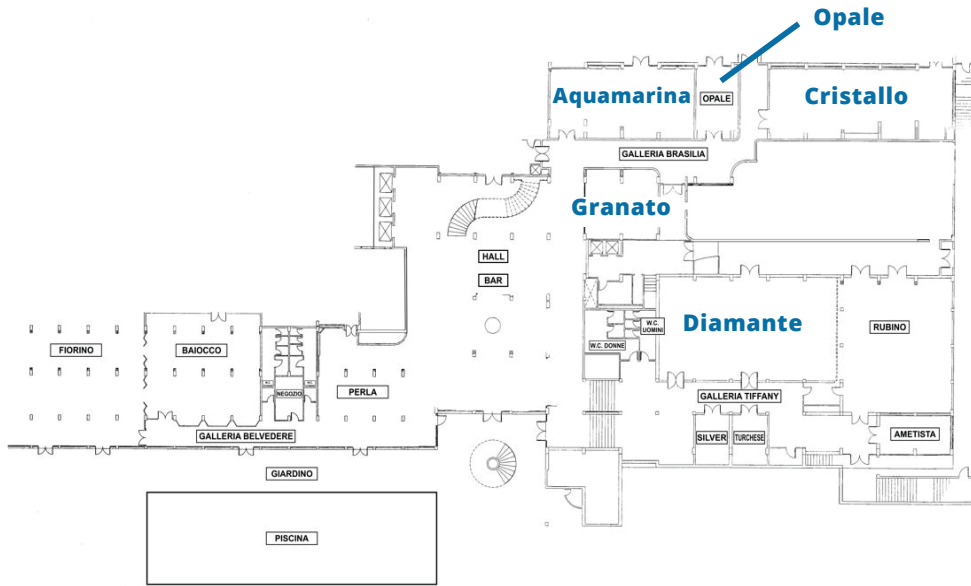 Opale
Aquamarina
OPALE
Cristallo
GALLERIA BRASILIA
Granato
HALL
BAR
Diamante
W.C.
UOMINI
W.C. DONNE
RUBINO
FIORINO
BAIOCCO
NEGOZIO
PERLA
GALLERIA TIFFANY
SILVER
TURCHESE
AMETISTA
GALLERIA BELVEDERE
GIARDINO
PISCINA